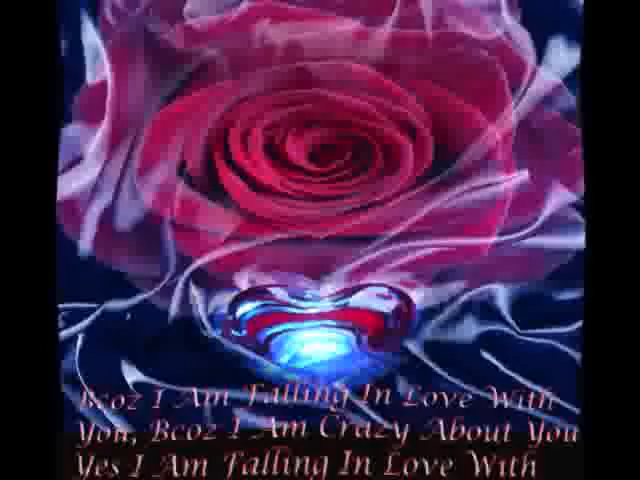 Bcoz I Am Falling In Love With
You, Bcoz I Am Crazy About You
Yes I Am Falling In Love With